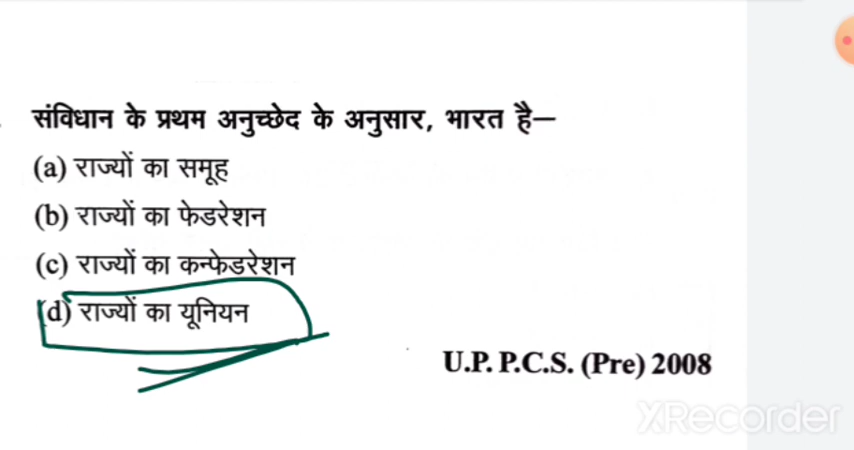 संविधान के प्रथम अनुच्छेद के अनुसार, भारत है—
(a) राज्यों का समूह
(b) राज्यों का फेडरेशन
(c) राज्यों का कन्फेडरेशन
(d) राज्यों का यूनियन
U.P. P.C.S. (Pre) 2008
XRecorder